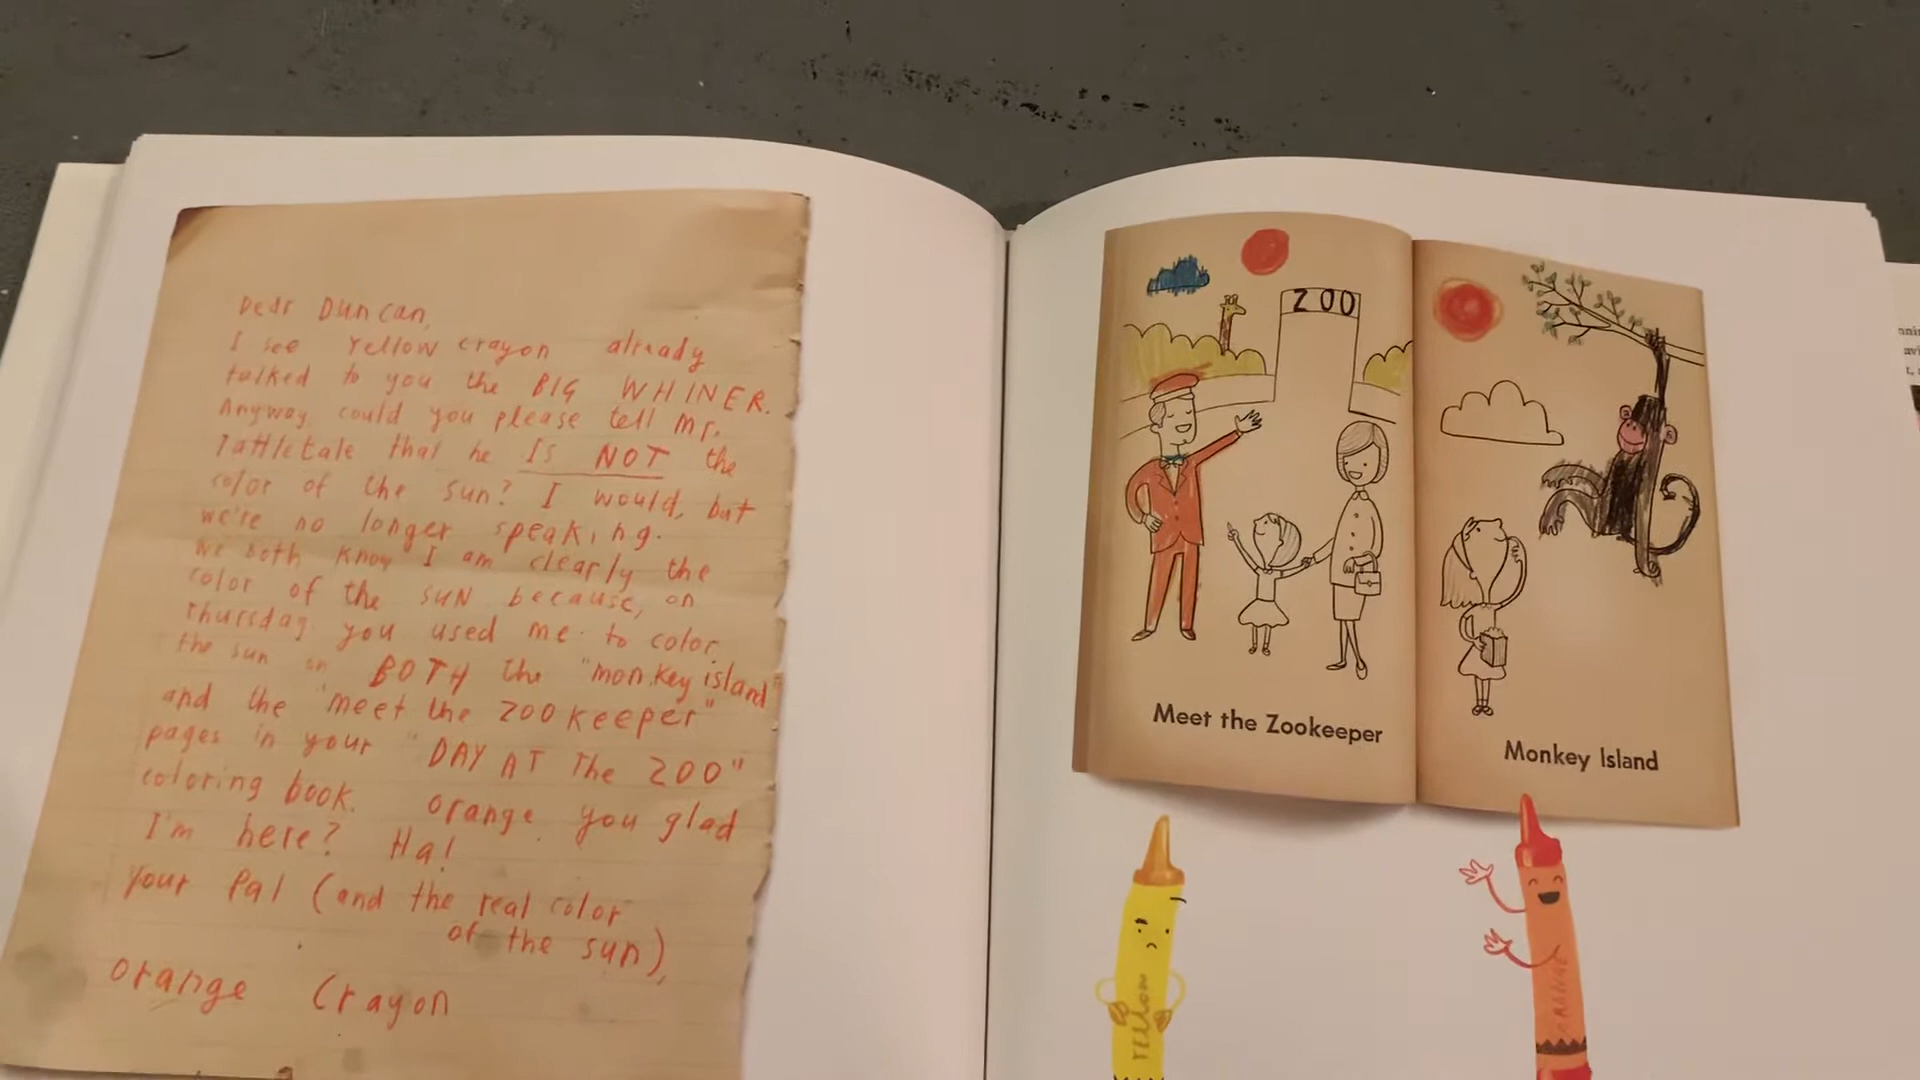 Dear Duncan,
I see Yellow crayon already
talked to you the BIG WHINER.
Anyway could you please tell Mr.
Tattletale that he IS NOT the
color of the sun? I would, but
we're no longer speaking.
We both know I am clearly the
color of the SUN because, on
Thursday you used me to color
the sun on BOTH the "monkey island"
and the "meet the ZOO keeper"
pages in your "DAY AT The ZOO"
coloring book. orange you glad
I'm here? Ha!
Your Pal (and the real color
of the sun),
orange Crayon
ZOO
Meet the Zookeeper
Monkey Island
YELLOW
ORANGE